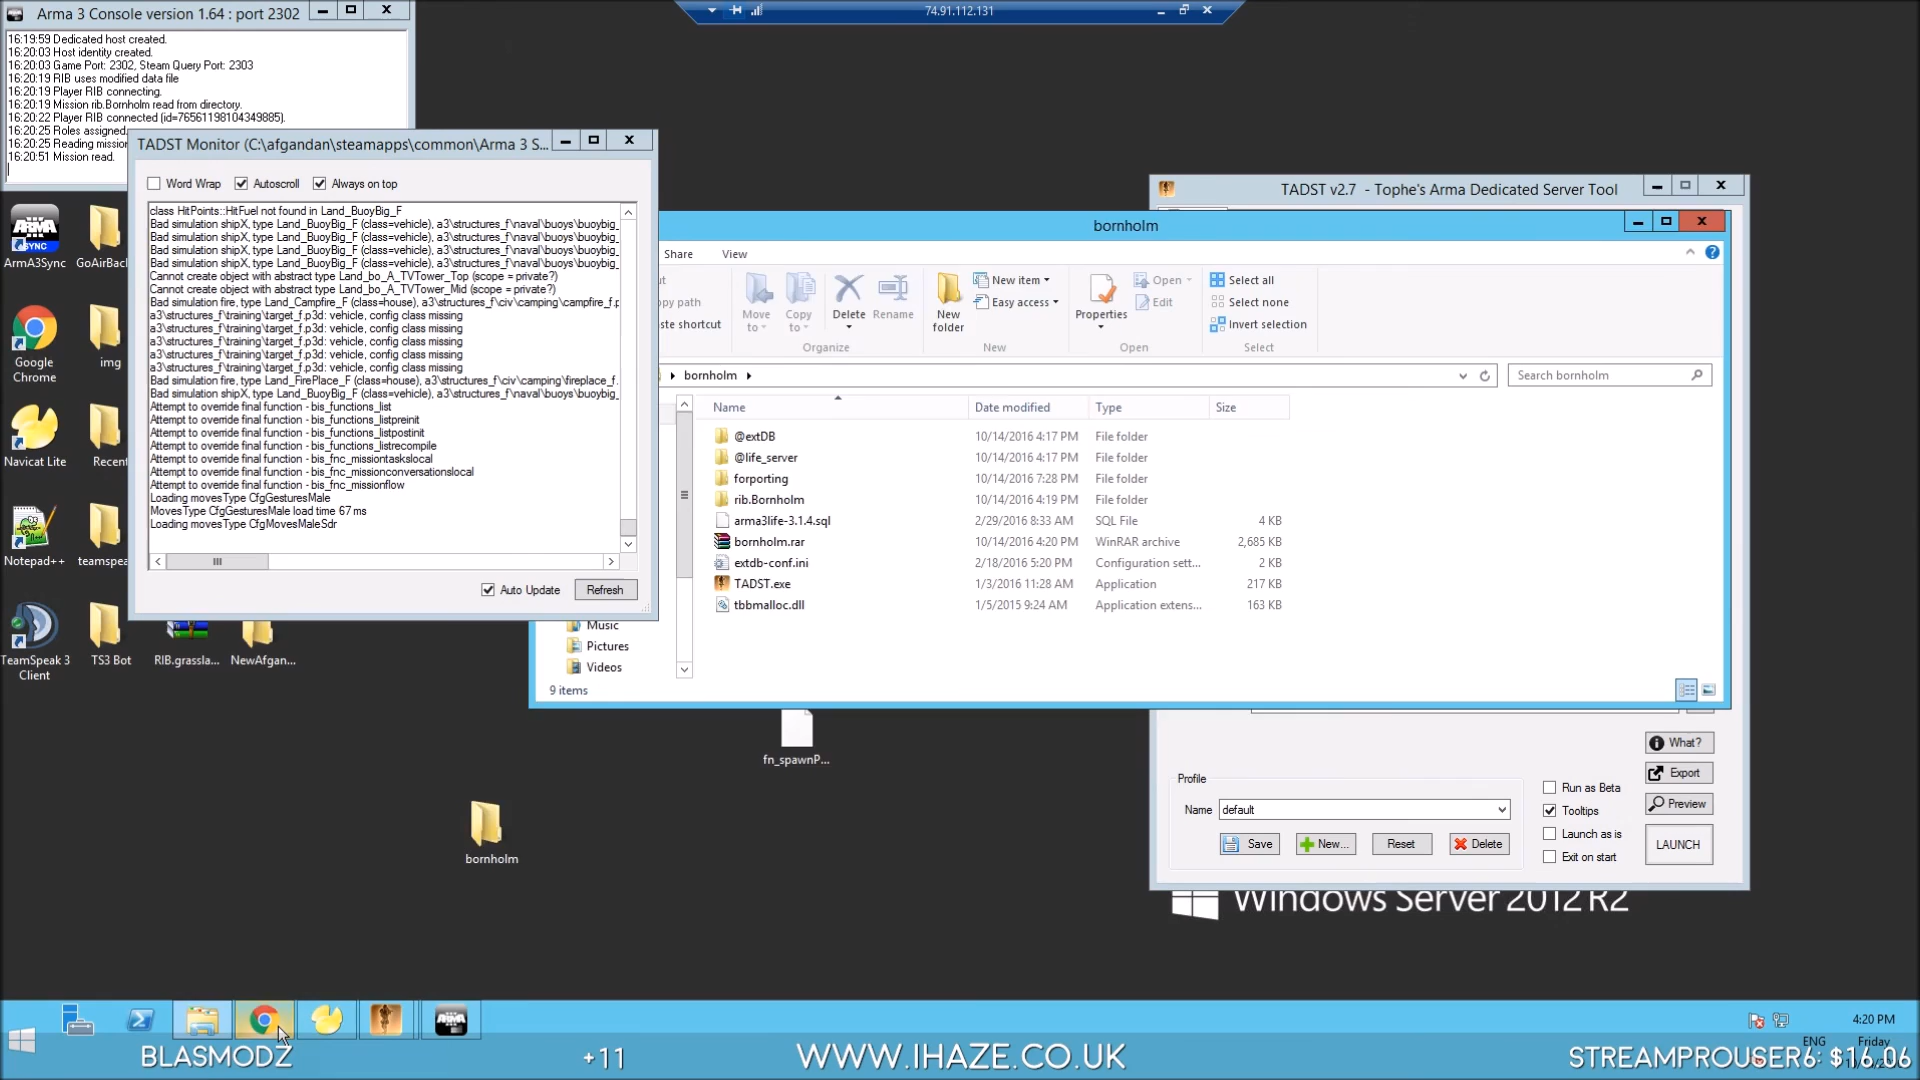 Arma 3 Console version 1.64 : port 2302
16:19:59 Dedicated host created.
16:20:03 Host identity created.
16:20:03 Game Port: 2302, Steam Query Port: 2303
16:20:19 RIB uses modified data file
16:20:19 Player RIB connecting.
16:20:19 Mission rib.Bornholm read from directory.
16:20:22 Player RIB connected (id=76561198104349885).
16:20:25 Roles assigned.
16:20:25 Reading mission
16:20:51 Mission read.
74.91.112.131
TADST Monitor (C:\afgandan\steamapps\common\Arma 3 S...
Word Wrap
Autoscroll
Always on top
class HitPoints::HitFuel not found in Land_BuoyBig_F
Bad simulation shipX, type Land_BuoyBig_F (class=vehicle), a3\structures_f\naval\buoys\buoybig_
Bad simulation shipX, type Land_BuoyBig_F (class=vehicle), a3\structures_f\naval\buoys\buoybig_
Bad simulation shipX, type Land_BuoyBig_F (class=vehicle), a3\structures_f\naval\buoys\buoybig_
Bad simulation shipX, type Land_BuoyBig_F (class=vehicle), a3\structures_f\naval\buoys\buoybig_
Cannot create object with abstract type Land_bo_A_TVTower_Top (scope = private?)
Cannot create object with abstract type Land_bo_A_TVTower_Mid (scope = private?)
Bad simulation fire, type Land_Campfire_F (class=house), a3\structures_f\civ\camping\campfire_f.p
a3\structures_f\training\target_f.p3d: vehicle, config class missing
a3\structures_f\training\target_f.p3d: vehicle, config class missing
a3\structures_f\training\target_f.p3d: vehicle, config class missing
a3\structures_f\training\target_f.p3d: vehicle, config class missing
a3\structures_f\training\target_f.p3d: vehicle, config class missing
Bad simulation fire, type Land_FirePlace_F (class=house), a3\structures_f\civ\camping\fireplace_f.
Bad simulation shipX, type Land_BuoyBig_F (class=vehicle), a3\structures_f\naval\buoys\buoybig_
Attempt to override final function - bis_functions_list
Attempt to override final function - bis_functions_listpreinit
Attempt to override final function - bis_functions_listpostinit
Attempt to override final function - bis_functions_listrecompile
Attempt to override final function - bis_fnc_missiontaskslocal
Attempt to override final function - bis_fnc_missionconversationslocal
Attempt to override final function - bis_fnc_missionflow
Loading movesType CfgGesturesMale
MovesType CfgGesturesMale load time 67 ms
Loading movesType CfgMovesMaleSdr
Auto Update
Refresh
TADST v2.7 - Tophe's Arma Dedicated Server Tool
bornholm
Share
View
ut
py path
ste shortcut
Move to
Copy to
Delete
Rename
Organize
New folder
New item
Easy access
New
Properties
Open
Edit
Open
Select all
Select none
Invert selection
Select
bornholm
Search bornholm
Name
Date modified
Type
Size
@extDB 10/14/2016 4:17 PM File folder
@life_server 10/14/2016 4:17 PM File folder
forporting 10/14/2016 7:28 PM File folder
rib.Bornholm 10/14/2016 4:19 PM File folder
arma3life-3.1.4.sql 2/29/2016 8:33 AM SQL File 4 KB
bornholm.rar 10/14/2016 4:20 PM WinRAR archive 2,685 KB
extdb-conf.ini 2/18/2016 5:20 PM Configuration sett... 2 KB
TADST.exe 1/3/2016 11:28 AM Application 217 KB
tbbmalloc.dll 1/5/2015 9:24 AM Application extens... 163 KB
Music
Pictures
Videos
9 items
ARMA
SYNC
ArmA3Sync
GoAirBacl
Google Chrome
img
Navicat Lite
Recent
Notepad++
teamspea
TeamSpeak 3 Client
TS3 Bot
RIB.grassla...
NewAfgan...
fn_spawnP...
bornholm
Profile
Name
default
Save
New...
Reset
Delete
Run as Beta
Tooltips
Launch as is
Exit on start
What?
Export
Preview
LAUNCH
Windows Server 2012 R2
4:20 PM
ENG
Friday
BLASMODZ
+11
WWW.IHAZE.CO.UK
STREAMPROUSER6: $16.06